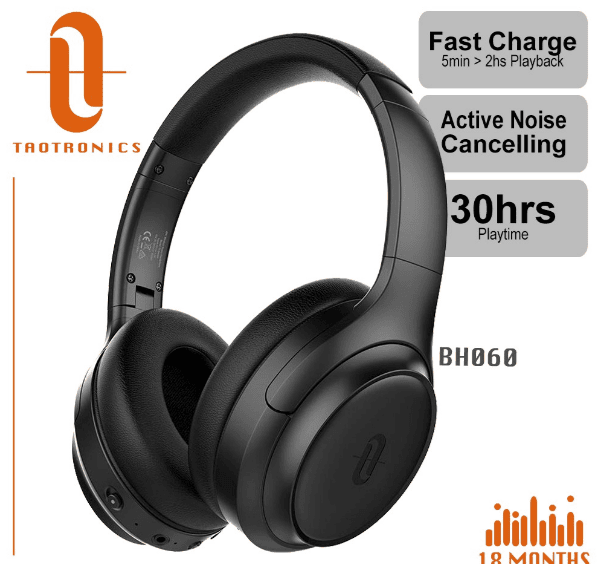 TAOTRONICS
Fast Charge
5min > 2hs Playback
Active Noise
Cancelling
30hrs
Playtime
BH060
18 MONTHS